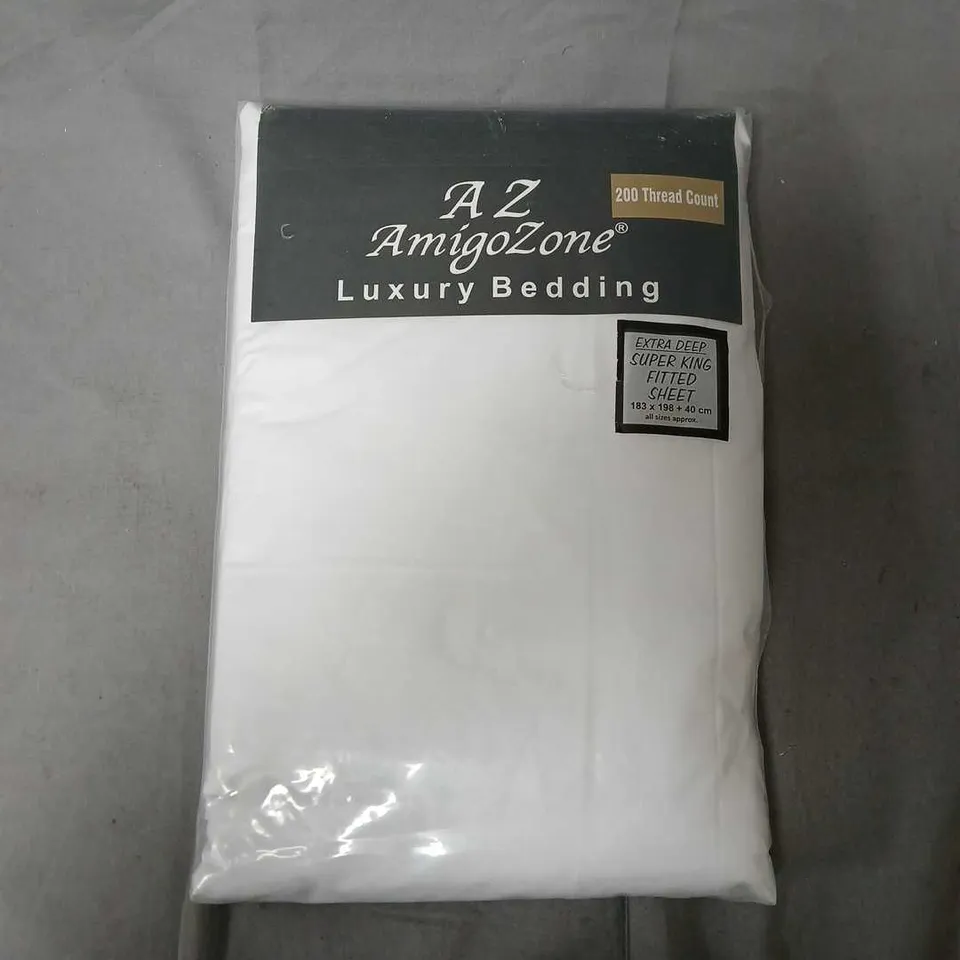 A Z
AmigoZone®
Luxury Bedding
200 Thread Count
EXTRA DEEP
SUPER KING
FITTED
SHEET
183 x 198 + 40 cm
all sizes approx.